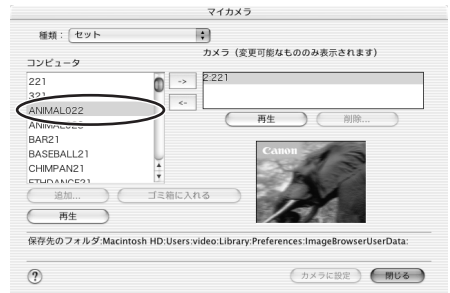 マイカメラ
種類： セット
コンピュータ
カメラ（変更可能なもののみ表示されます）
221
321
ANIMAL022
BAR21
BASEBALL21
CHIMPAN21
->
<-
2:221
再生
削除...
Canon
追加...
ゴミ箱に入れる
再生
保存先のフォルダ:Macintosh HD:Users:video:Library:Preferences:ImageBrowserUserData:
?
カメラに設定
閉じる